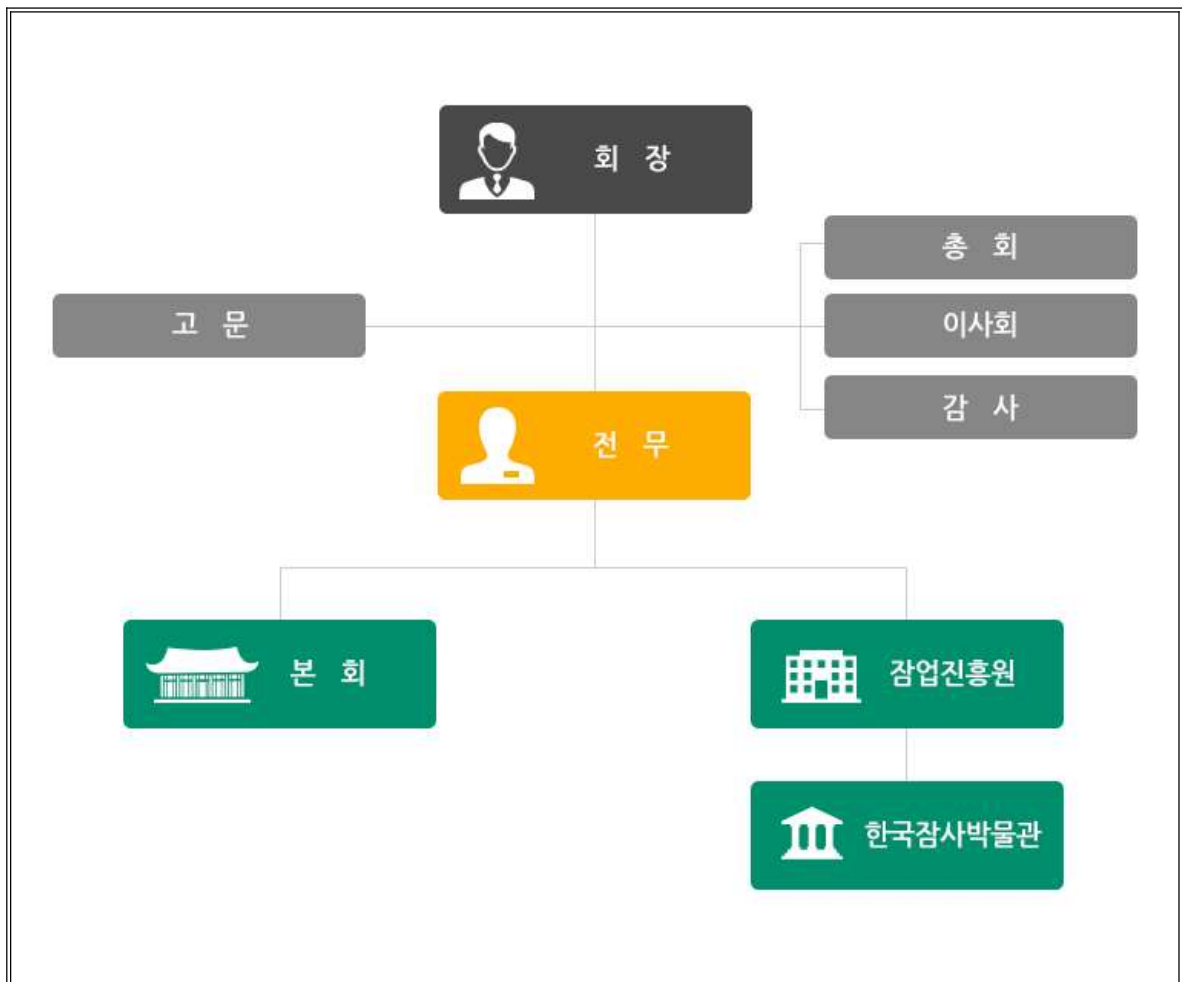 회 장
총 회
고 문
이사회
감 사
전 무
본 회
잠업진흥원
한국잠사박물관